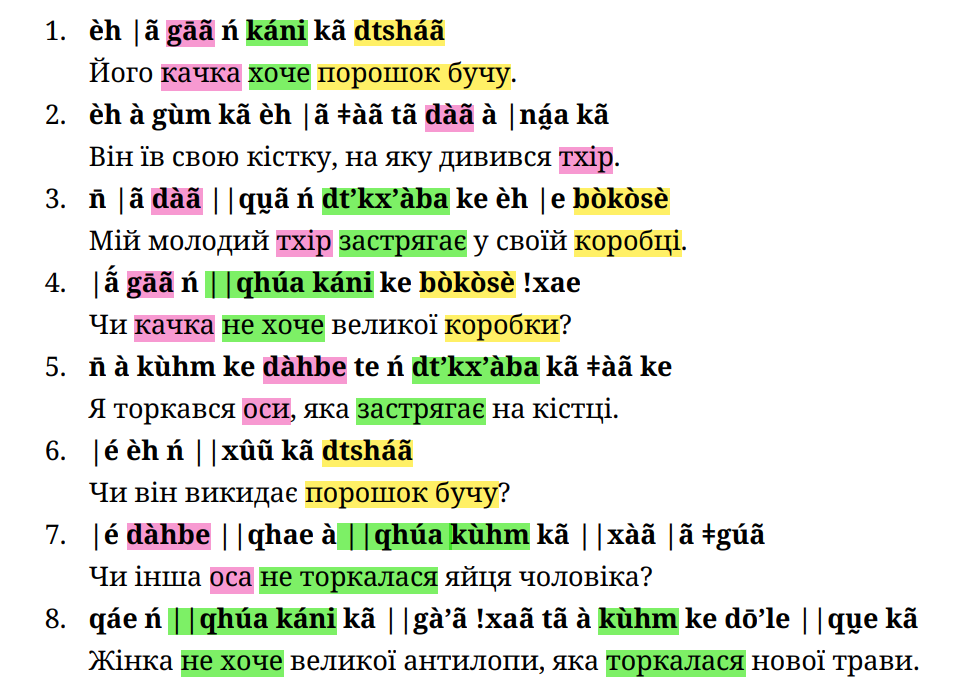 1. èh |ã gāã ń káni kã dtsháã
Його качка хоче порошок бучу.
2. èh à gùm kã èh |ã ǂàã tã dàã à |ná̰a kã
Він їв свою кістку, на яку дивився тхір.
3. n̄ |ã dàã ||qṵã ń dt’kx’àba ke èh |e bòkòsè
Мій молодий тхір застрягає у своїй коробці.
4. |ã́ gāã ń ||qhúa káni ke bòkòsè !xae
Чи качка не хоче великої коробки?
5. n̄ à kùhm ke dàhbe te ń dt’kx’àba kã ǂàã ke
Я торкався оси, яка застрягає на кістці.
6. |é èh ń ||xûũ kã dtsháã
Чи він викидає порошок бучу?
7. |é dàhbe ||qhae à ||qhúa kùhm kã ||xàã |ã ǂgúã
Чи інша оса не торкалася яйця чоловіка?
8. qáe ń ||qhúa káni kã ||gà’ã !xaã tã à kùhm ke dō’le ||qṵe kã
Жінка не хоче великої антилопи, яка торкалася нової трави.